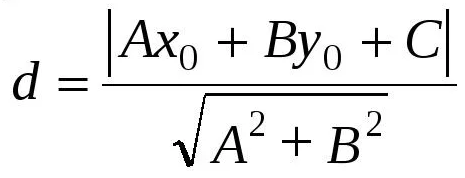 d = |Ax₀ + By₀ + C| / √(A² + B²)